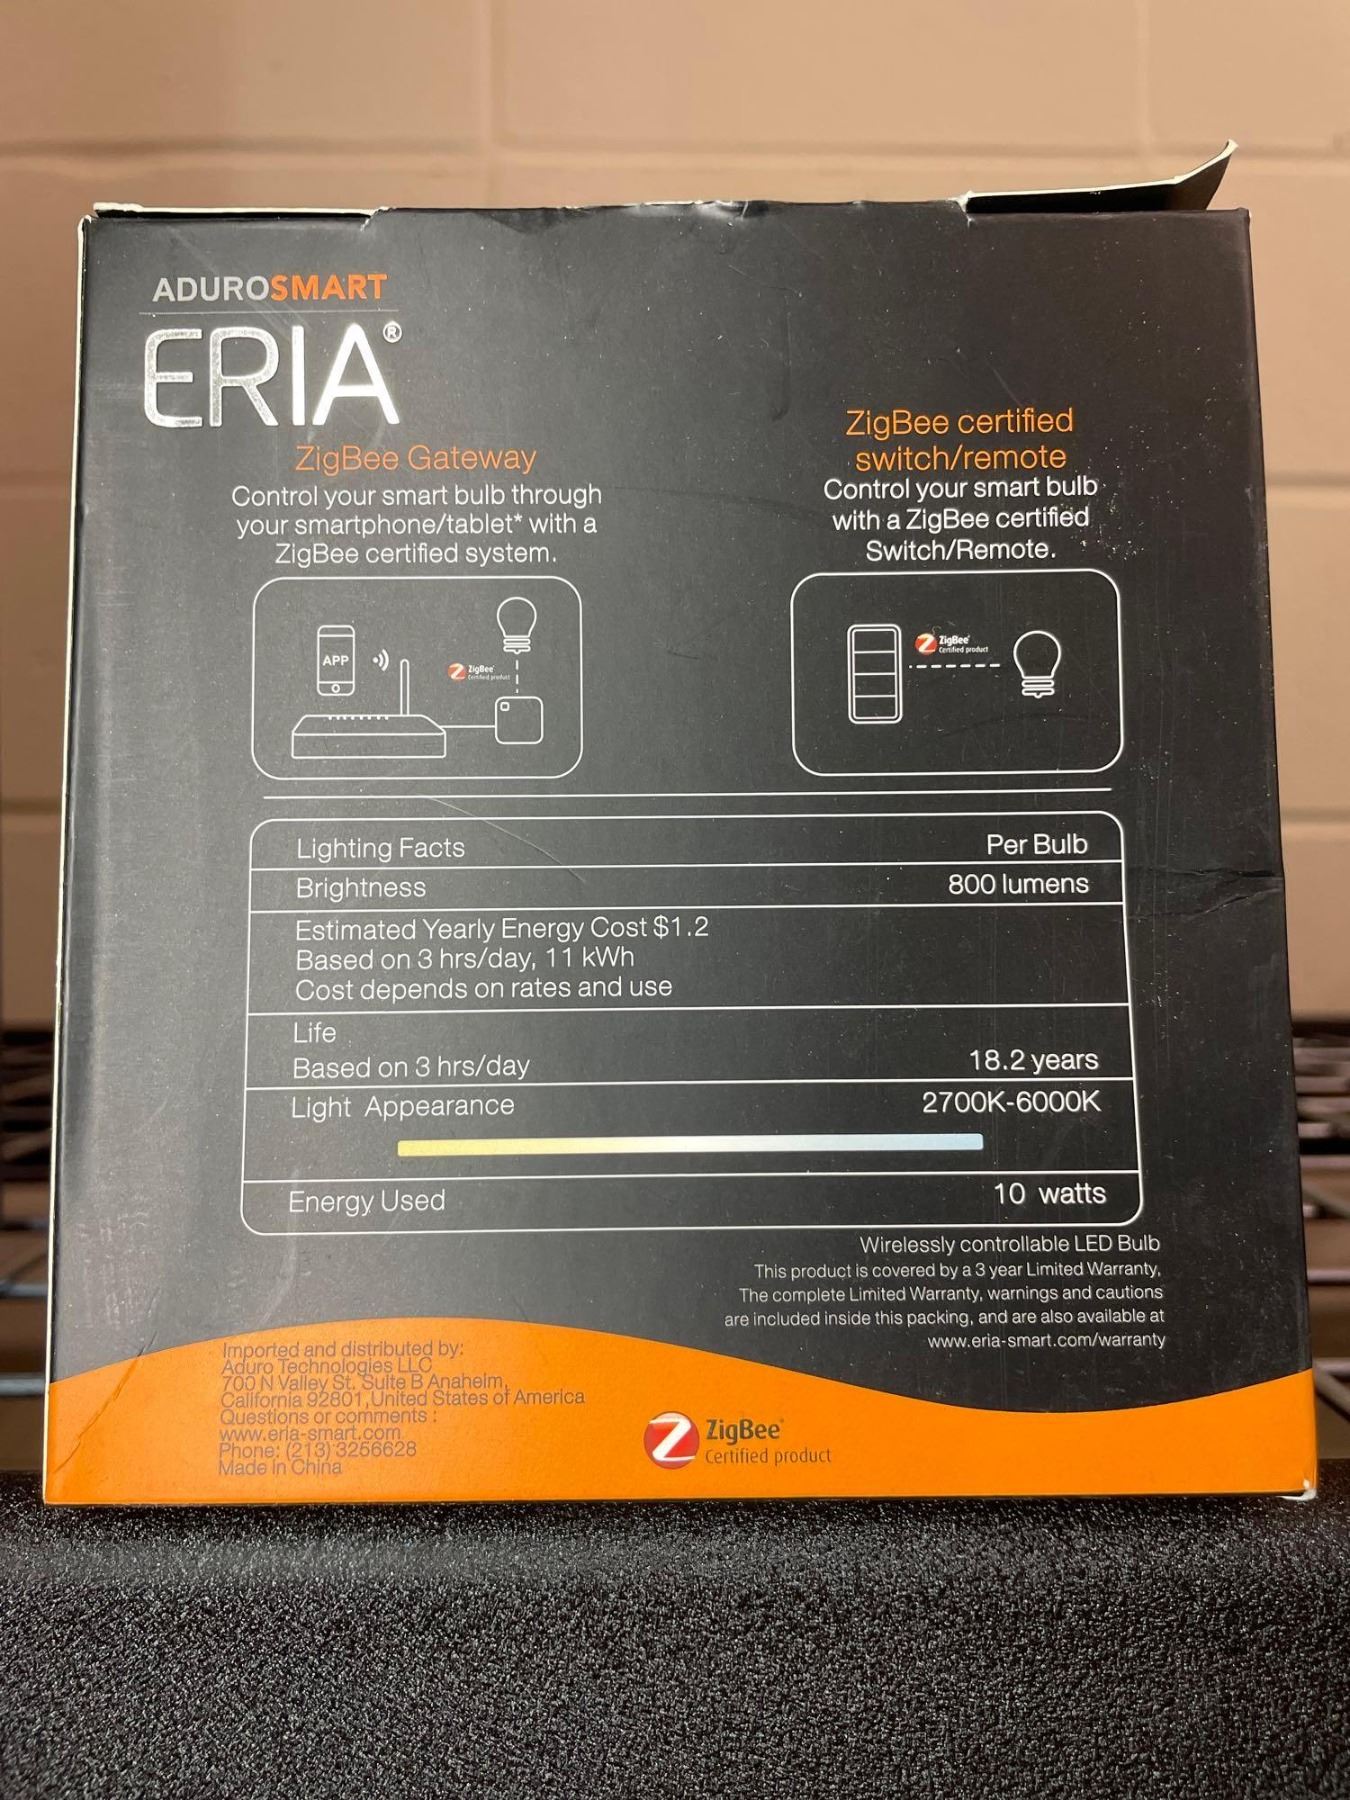 ADUROSMART
ERIA®
ZigBee Gateway
Control your smart bulb through
your smartphone/tablet* with a
ZigBee certified system.
APP
ZigBee
Certified product
ZigBee certified
switch/remote
Control your smart bulb
with a ZigBee certified
Switch/Remote.
ZigBee
Certified product
Lighting Facts Per Bulb
Brightness 800 lumens
Estimated Yearly Energy Cost $1.2
Based on 3 hrs/day, 11 kWh
Cost depends on rates and use
Life
Based on 3 hrs/day 18.2 years
Light Appearance 2700K-6000K
Energy Used 10 watts
Wirelessly controllable LED Bulb
This product is covered by a 3 year Limited Warranty,
The complete Limited Warranty, warnings and cautions
are included inside this packing, and are also available at
www.eria-smart.com/warranty
Imported and distributed by:
Aduro Technologies LLC
700 N Valley St. Suite B Anaheim,
California 92801,United States of America
Questions or comments :
www.eria-smart.com
Phone: (213) 3256628
Made in China
ZigBee
Certified product